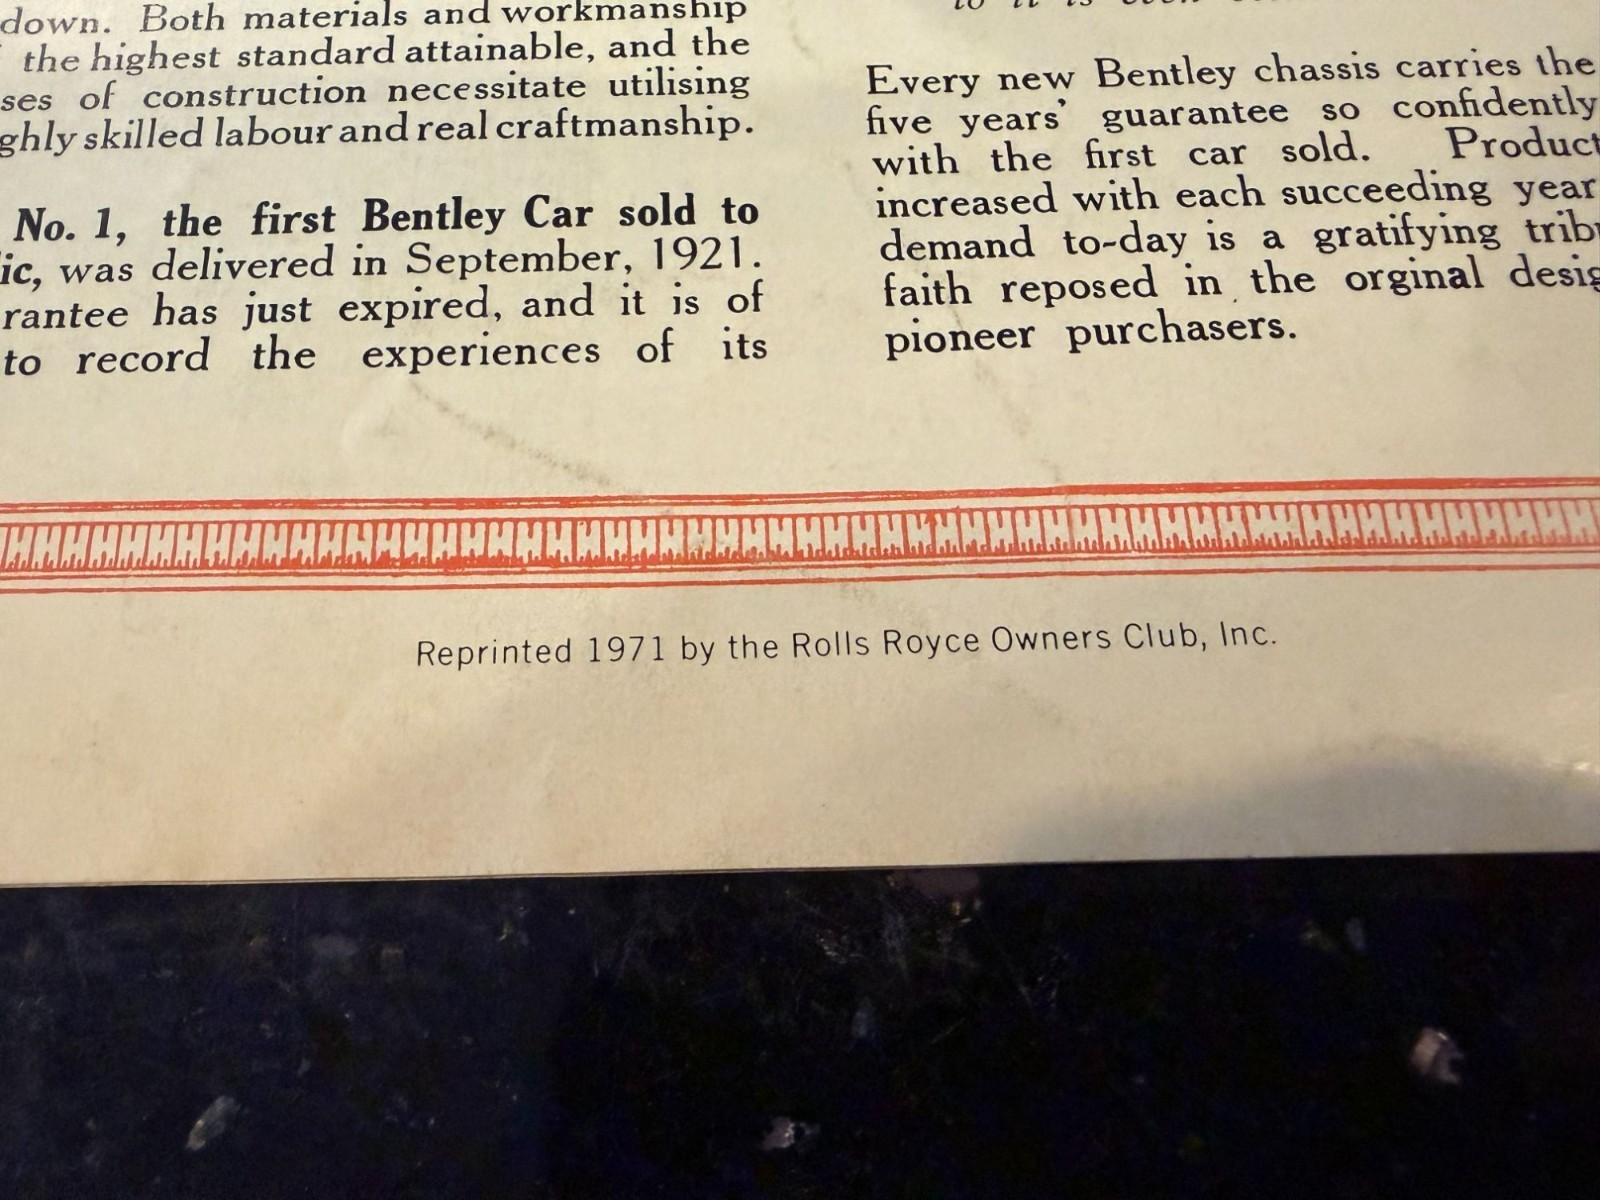 down. Both materials and workmanship
the highest standard attainable, and the
ses of construction necessitate utilising
ghly skilled labour and real craftmanship.
No. 1, the first Bentley Car sold to
ic, was delivered in September, 1921.
rantee has just expired, and it is of
to record the experiences of its
to it is
Every new Bentley chassis carries the
five years' guarantee so confidently
with the first car sold. Product
increased with each succeeding year
demand to-day is a gratifying tribu
faith reposed in the orginal desig
pioneer purchasers.
Reprinted 1971 by the Rolls Royce Owners Club, Inc.